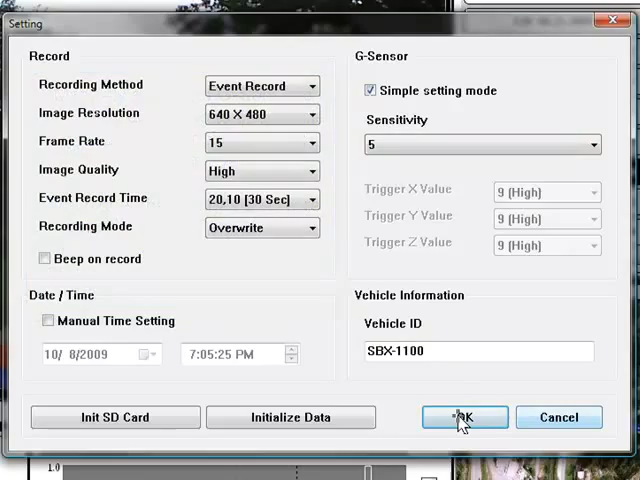 Setting
Record
Recording Method
Event Record
Image Resolution
640 X 480
Frame Rate
15
Image Quality
High
Event Record Time
20,10 [30 Sec]
Recording Mode
Overwrite
Beep on record
G-Sensor
Simple setting mode
Sensitivity
5
Trigger X Value
9 (High)
Trigger Y Value
9 (High)
Trigger Z Value
9 (High)
Date / Time
Manual Time Setting
10/ 8/2009
7:05:25 PM
Vehicle Information
Vehicle ID
SBX-1100
Init SD Card
Initialize Data
OK
Cancel
1.0